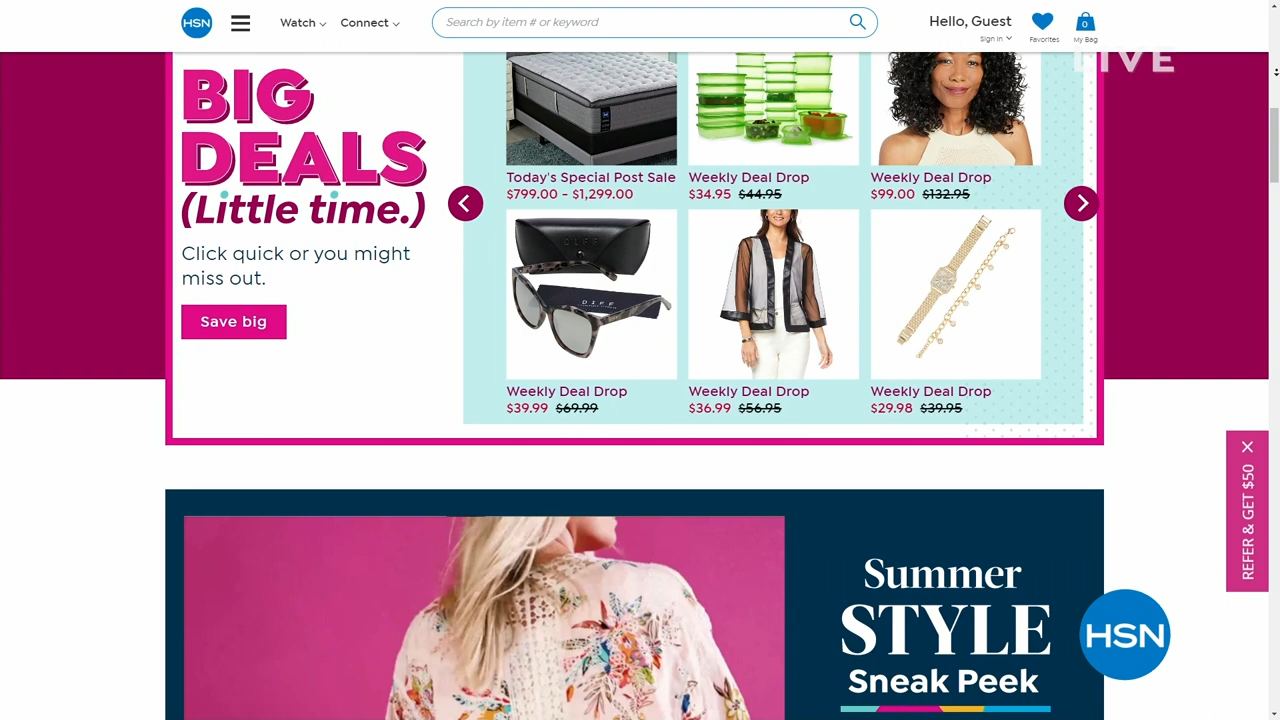 HSN
Watch
Connect
Search by item # or keyword
Hello, Guest
Sign In
Favorites
0
My Bag
LIVE
BIG
DEALS
(Little time.)
Click quick or you might
miss out.
Save big
Today's Special Post Sale
$799.00 - $1,299.00
Weekly Deal Drop
$34.95 $44.95
Weekly Deal Drop
$99.00 $132.95
DIFF
DIFF
Weekly Deal Drop
$39.99 $69.99
Weekly Deal Drop
$36.99 $56.95
Weekly Deal Drop
$29.98 $39.95
REFER & GET $50
Summer
STYLE
Sneak Peek
HSN